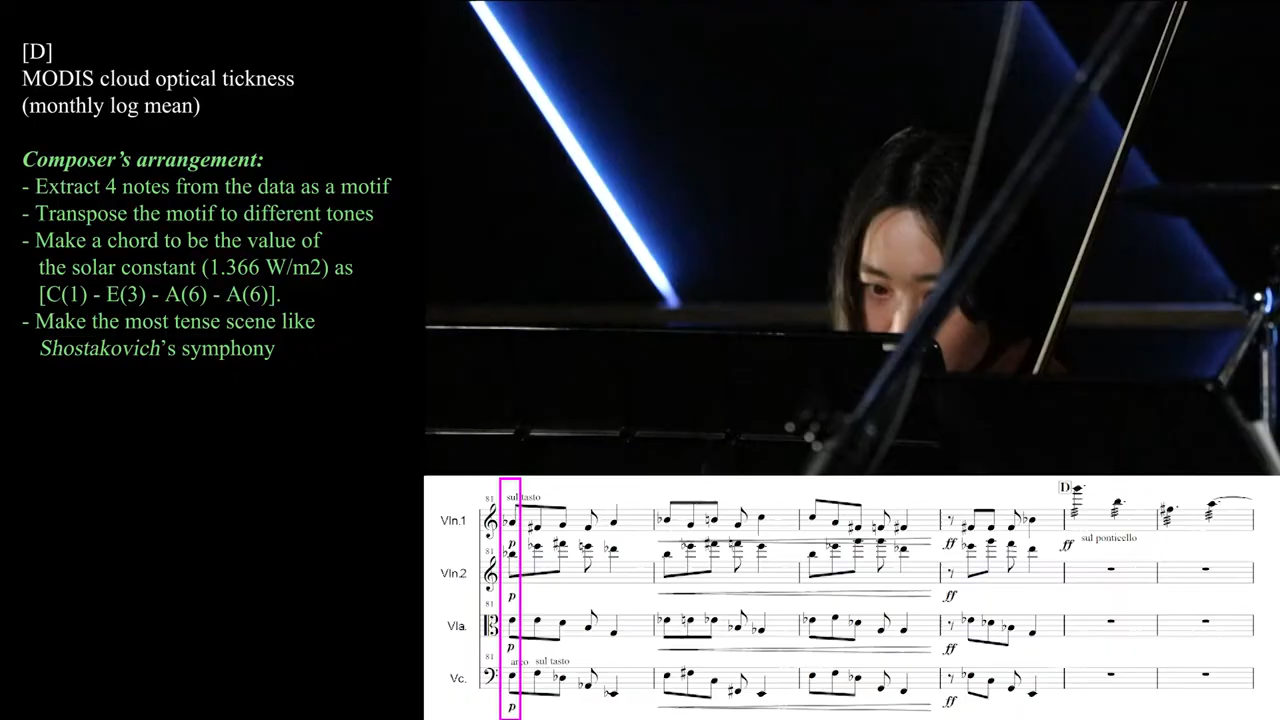 [D]
MODIS cloud optical tickness
(monthly log mean)
Composer's arrangement:
- Extract 4 notes from the data as a motif
- Transpose the motif to different tones
- Make a chord to be the value of
the solar constant (1.366 W/m2) as
[C(1) - E(3) - A(6) - A(6)].
- Make the most tense scene like
Shostakovich's symphony
81 sul tasto D
Vln.1
p ff ff sul ponticello
81
Vln.2
p ff
81
Vla.
p ff
81 arco sul tasto
Vc.
p ff